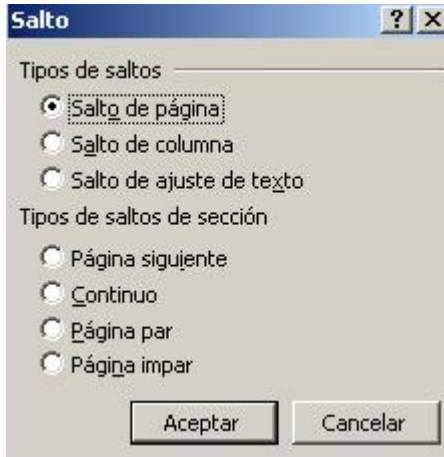 Salto
Tipos de saltos
Salto de página
Salto de columna
Salto de ajuste de texto
Tipos de saltos de sección
Página siguiente
Continuo
Página par
Página impar
Aceptar Cancelar